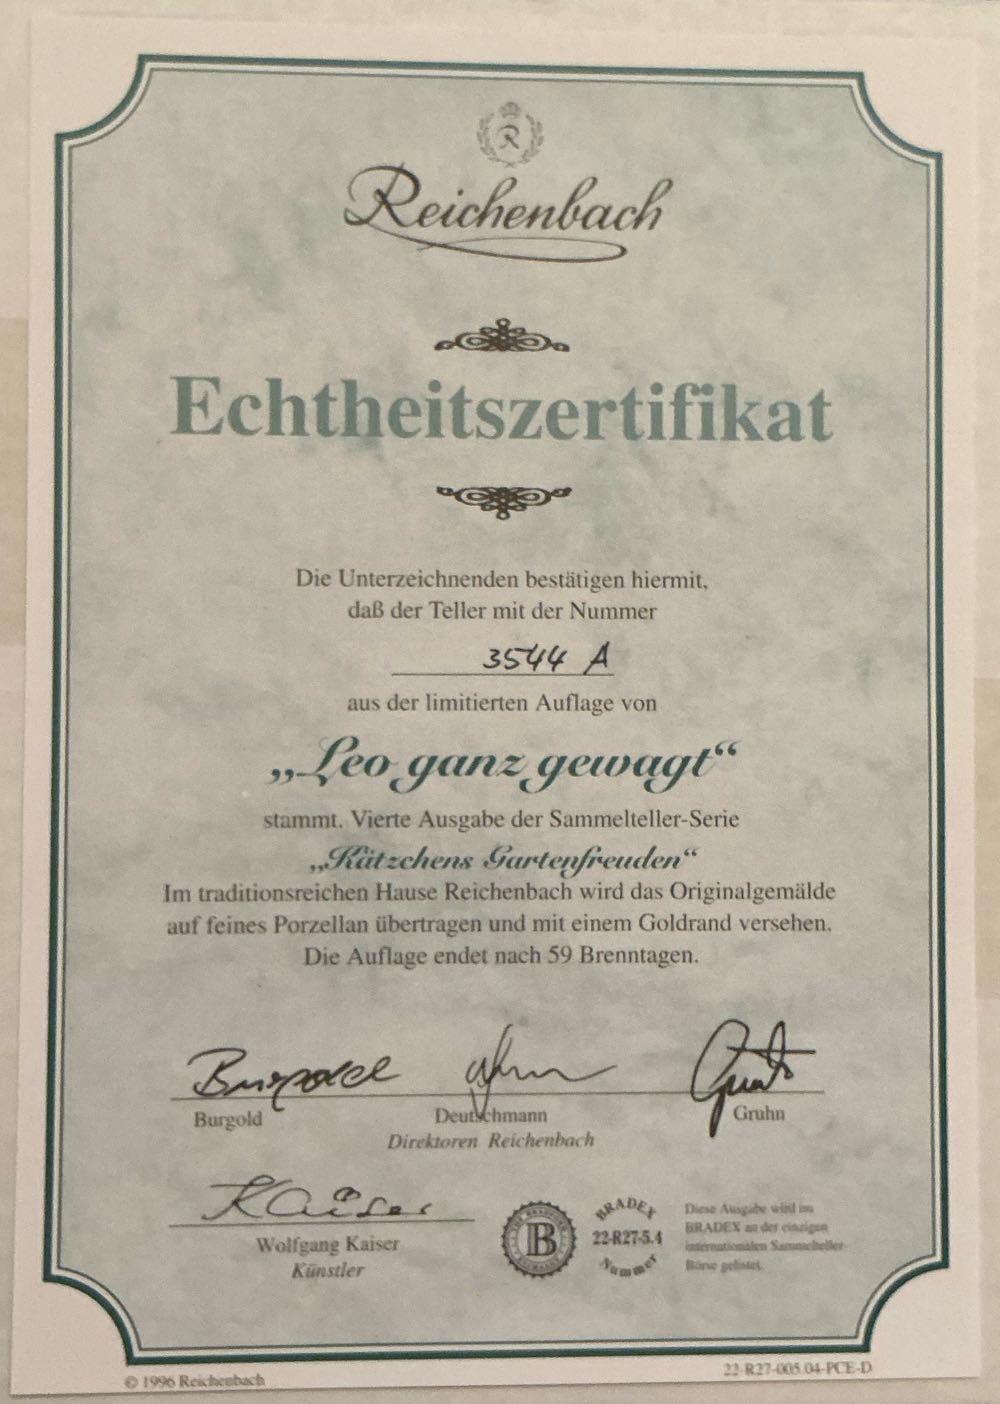 R
Reichenbach
Echtheitszertifikat
Die Unterzeichnenden bestätigen hiermit,
daß der Teller mit der Nummer
3544 A
aus der limitierten Auflage von
„Leo ganz gewagt“
stammt. Vierte Ausgabe der Sammelteller-Serie
„Kätzchens Gartenfreuden“
Im traditionsreichen Hause Reichenbach wird das Originalgemälde
auf feines Porzellan übertragen und mit einem Goldrand versehen.
Die Auflage endet nach 59 Brenntagen.
Burgold
Burgold
Deutschmann
Gruhn
Direktoren Reichenbach
Kaiser
Wolfgang Kaiser
Künstler
B
BRADEX
22-R27-5.4
Nummer
Diese Ausgabe wird im
BRADEX an der einzigen
internationalen Sammelteller-
Börse gelistet.
© 1996 Reichenbach
22-R27-005.04-PCE-D